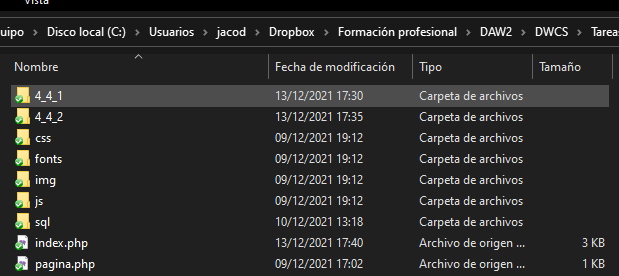 Vista
uipo > Disco local (C:) > Usuarios > jacod > Dropbox > Formación profesional > DAW2 > DWCS > Tareas
Nombre Fecha de modificación Tipo Tamaño
4_4_1 13/12/2021 17:30 Carpeta de archivos
4_4_2 13/12/2021 17:35 Carpeta de archivos
css 09/12/2021 19:12 Carpeta de archivos
fonts 09/12/2021 19:12 Carpeta de archivos
img 09/12/2021 19:12 Carpeta de archivos
js 09/12/2021 19:12 Carpeta de archivos
sql 10/12/2021 13:18 Carpeta de archivos
index.php 13/12/2021 17:40 Archivo de origen ... 3 KB
pagina.php 09/12/2021 17:02 Archivo de origen ... 1 KB